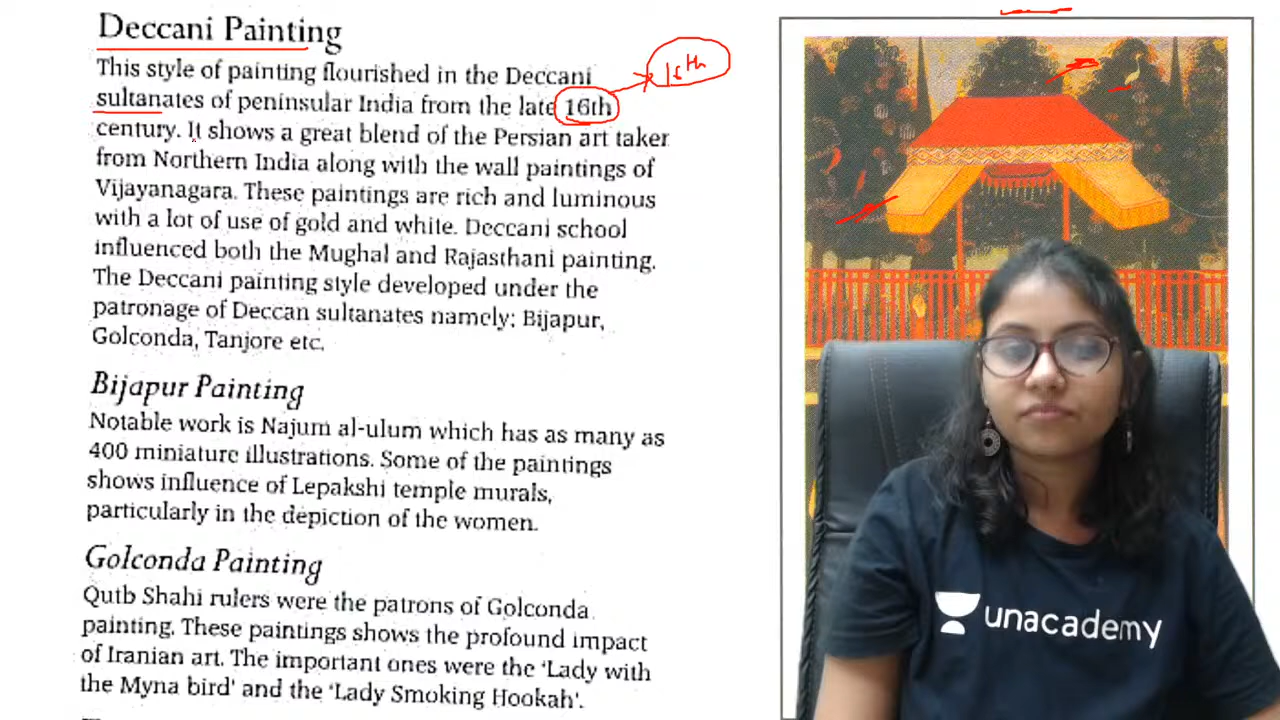 Deccani Painting
This style of painting flourished in the Deccani
sultanates of peninsular India from the late 16th
16th
century. It shows a great blend of the Persian art taker
from Northern India along with the wall paintings of
Vijayanagara. These paintings are rich and luminous
with a lot of use of gold and white. Deccani school
influenced both the Mughal and Rajasthani painting.
The Deccani painting style developed under the
patronage of Deccan sultanates namely: Bijapur,
Golconda, Tanjore etc.
Bijapur Painting
Notable work is Najum al-ulum which has as many as
400 miniature illustrations. Some of the paintings
shows influence of Lepakshi temple murals,
particularly in the depiction of the women.
Golconda Painting
Qutb Shahi rulers were the patrons of Golconda
painting. These paintings shows the profound impact
of Iranian art. The important ones were the 'Lady with
the Myna bird' and the 'Lady Smoking Hookah'.
unacademy